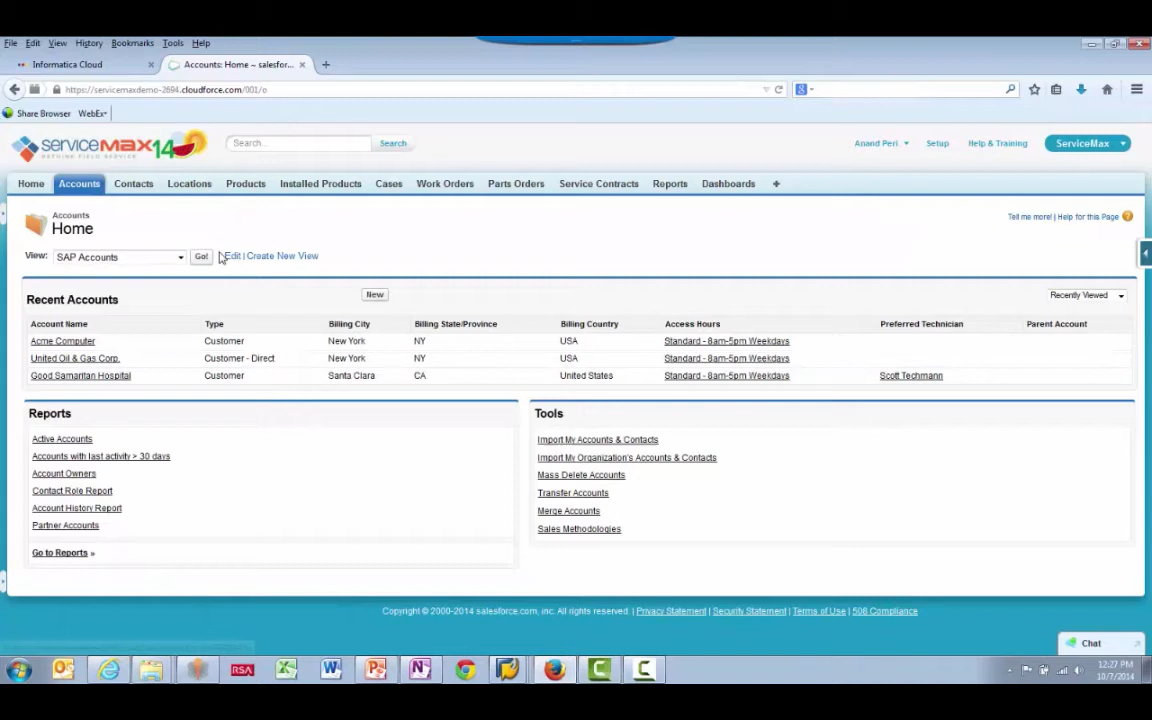 File Edit View History Bookmarks Tools Help
Informatica Cloud × Accounts: Home ~ salesfor... × +
https://servicemaxdemo-2694.cloudforce.com/001/o
Share Browser WebEx
servicemax14 Search... Search Anand Peri Setup Help & Training ServiceMax
Home Accounts Contacts Locations Products Installed Products Cases Work Orders Parts Orders Service Contracts Reports Dashboards +
Accounts
Home
Tell me more! | Help for this Page ?
View: SAP Accounts Go! Edit | Create New View
Recent Accounts New Recently Viewed
Account Name Type Billing City Billing State/Province Billing Country Access Hours Preferred Technician Parent Account
Acme Computer Customer New York NY USA Standard - 8am-5pm Weekdays
United Oil & Gas Corp. Customer - Direct New York NY USA Standard - 8am-5pm Weekdays
Good Samaritan Hospital Customer Santa Clara CA United States Standard - 8am-5pm Weekdays Scott Techmann
Reports
Active Accounts
Accounts with last activity > 30 days
Account Owners
Contact Role Report
Account History Report
Partner Accounts
Go to Reports »
Tools
Import My Accounts & Contacts
Import My Organization's Accounts & Contacts
Mass Delete Accounts
Transfer Accounts
Merge Accounts
Sales Methodologies
Copyright © 2000-2014 salesforce.com, inc. All rights reserved. | Privacy Statement | Security Statement | Terms of Use | 508 Compliance
Chat
RSA
12:27 PM
10/7/2014